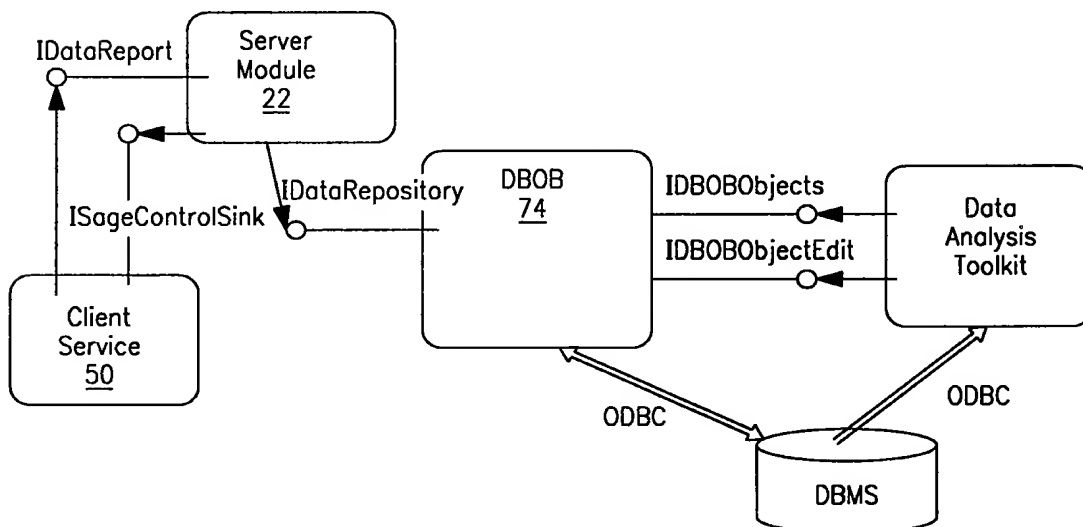 IDataReport
Server
Module
22
ISageControlSink
IDataRepository
Client
Service
50
DBOB
74
IDBOBObjects
IDBOBObjectEdit
Data
Analysis
Toolkit
ODBC
ODBC
DBMS